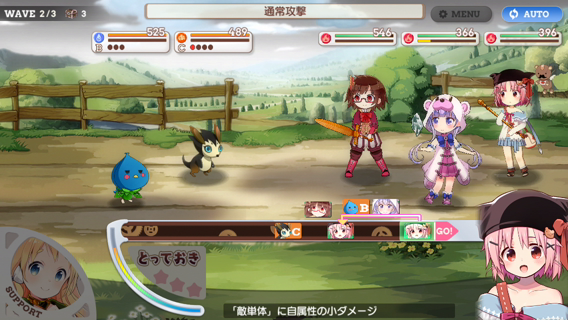 WAVE 2/3
3
通常攻撃
MENU
AUTO
525
B
489
C
546
366
396
B
C
GO!
とっておき
SUPPORT
「敵単体」に自属性の小ダメージ